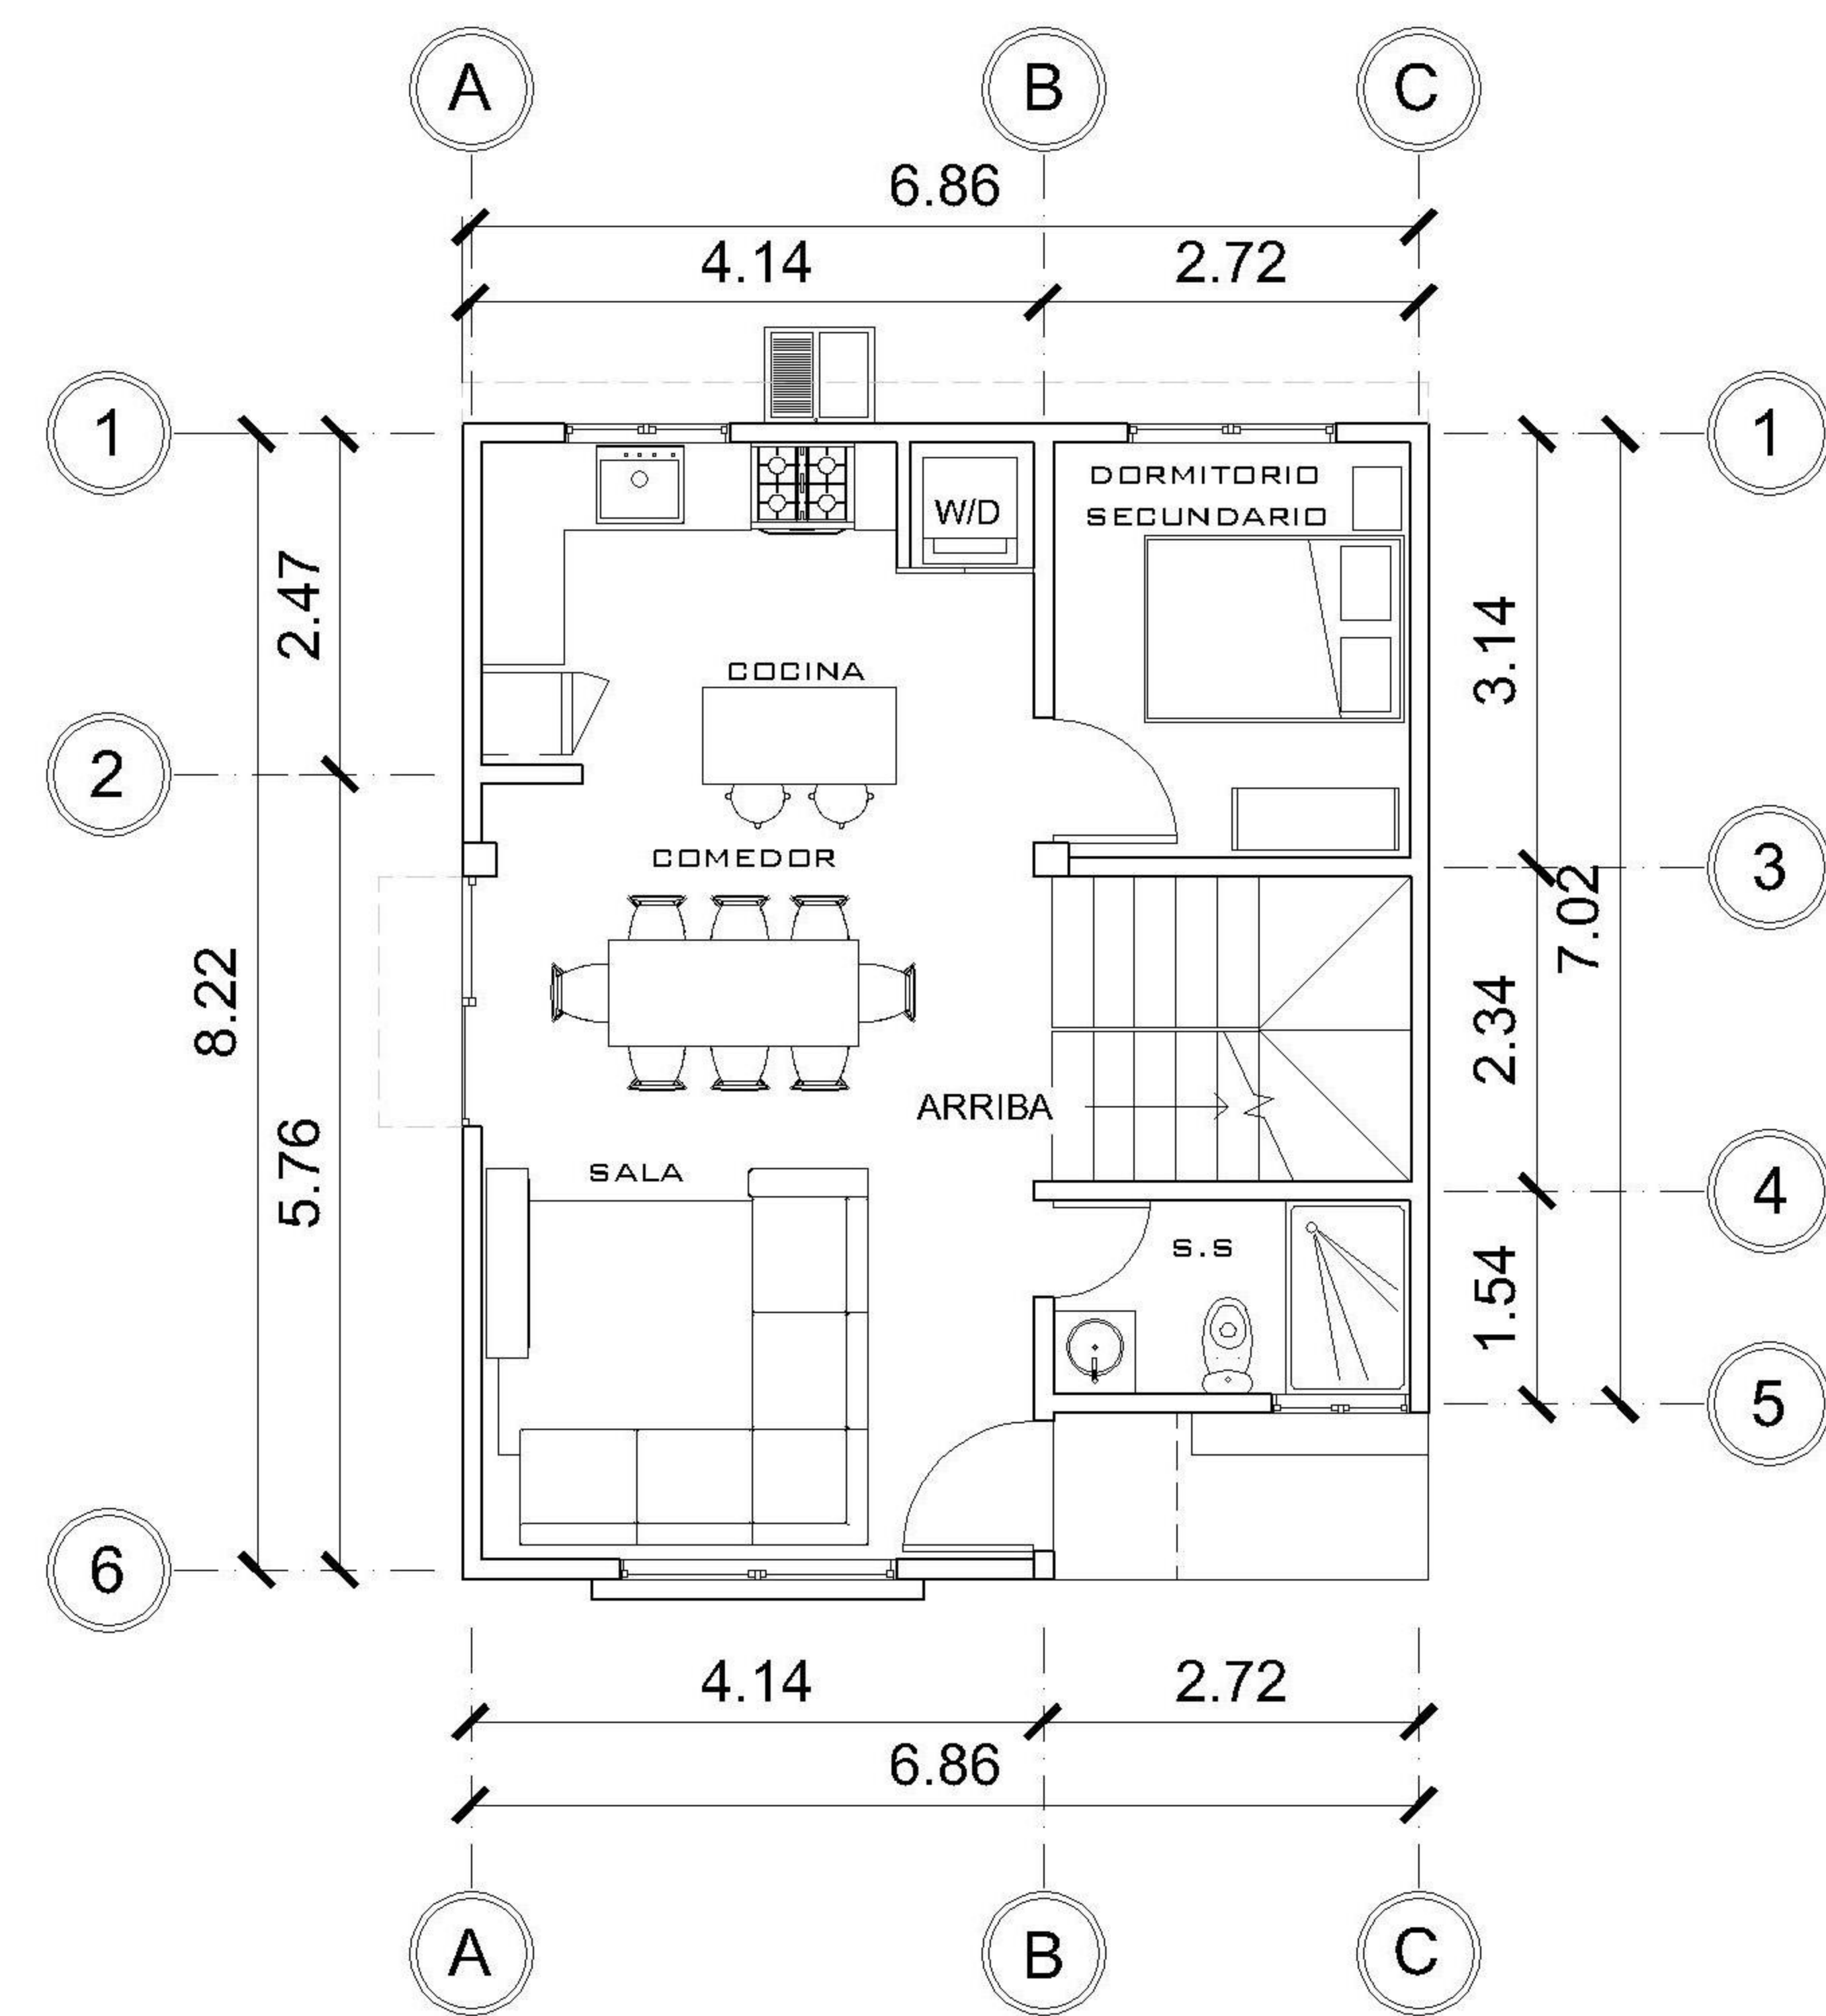 A B C
6.86
4.14 2.72
1 1
DORMITORIO
SECUNDARIO
W/D
2.47
3.14
COCINA
2
COMEDOR
3
7.02
8.22
2.34
ARRIBA
5.76
SALA
4
S.S
1.54
5
6
4.14 2.72
6.86
A B C